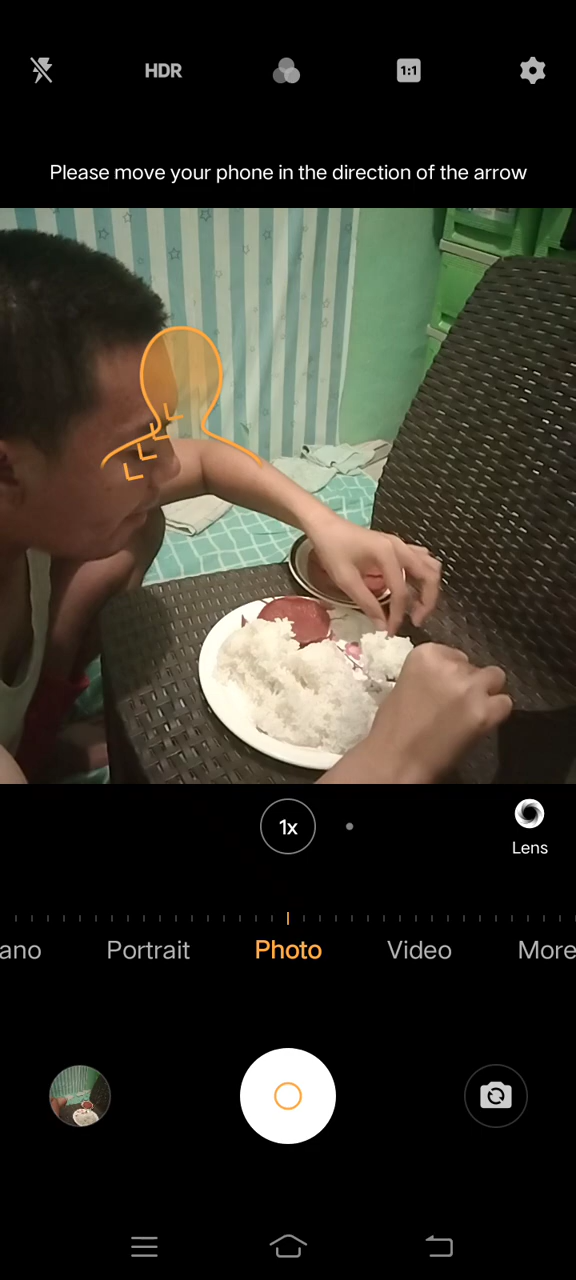 HDR
1:1
Please move your phone in the direction of the arrow
1x
Lens
ano
Portrait
Photo
Video
More